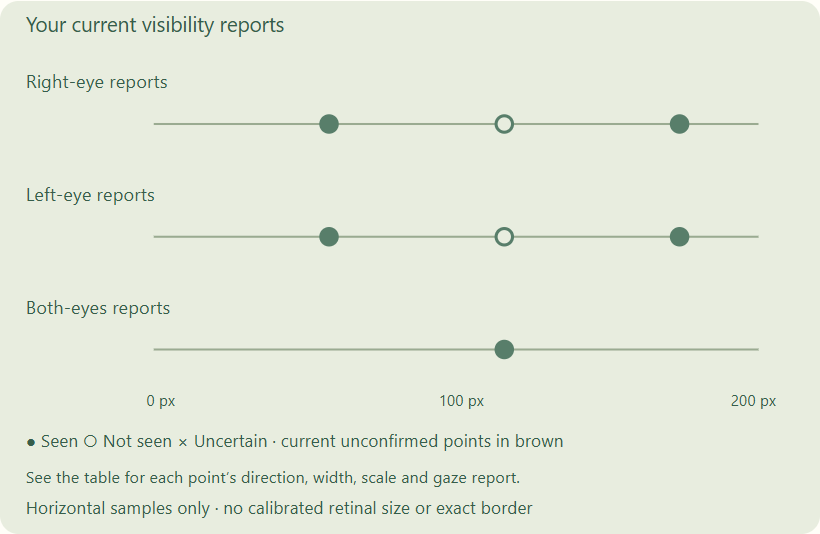 Your current visibility reports
Right-eye reports
Left-eye reports
Both-eyes reports
0 px 100 px 200 px
● Seen ○ Not seen × Uncertain · current unconfirmed points in brown
See the table for each point's direction, width, scale and gaze report.
Horizontal samples only · no calibrated retinal size or exact border